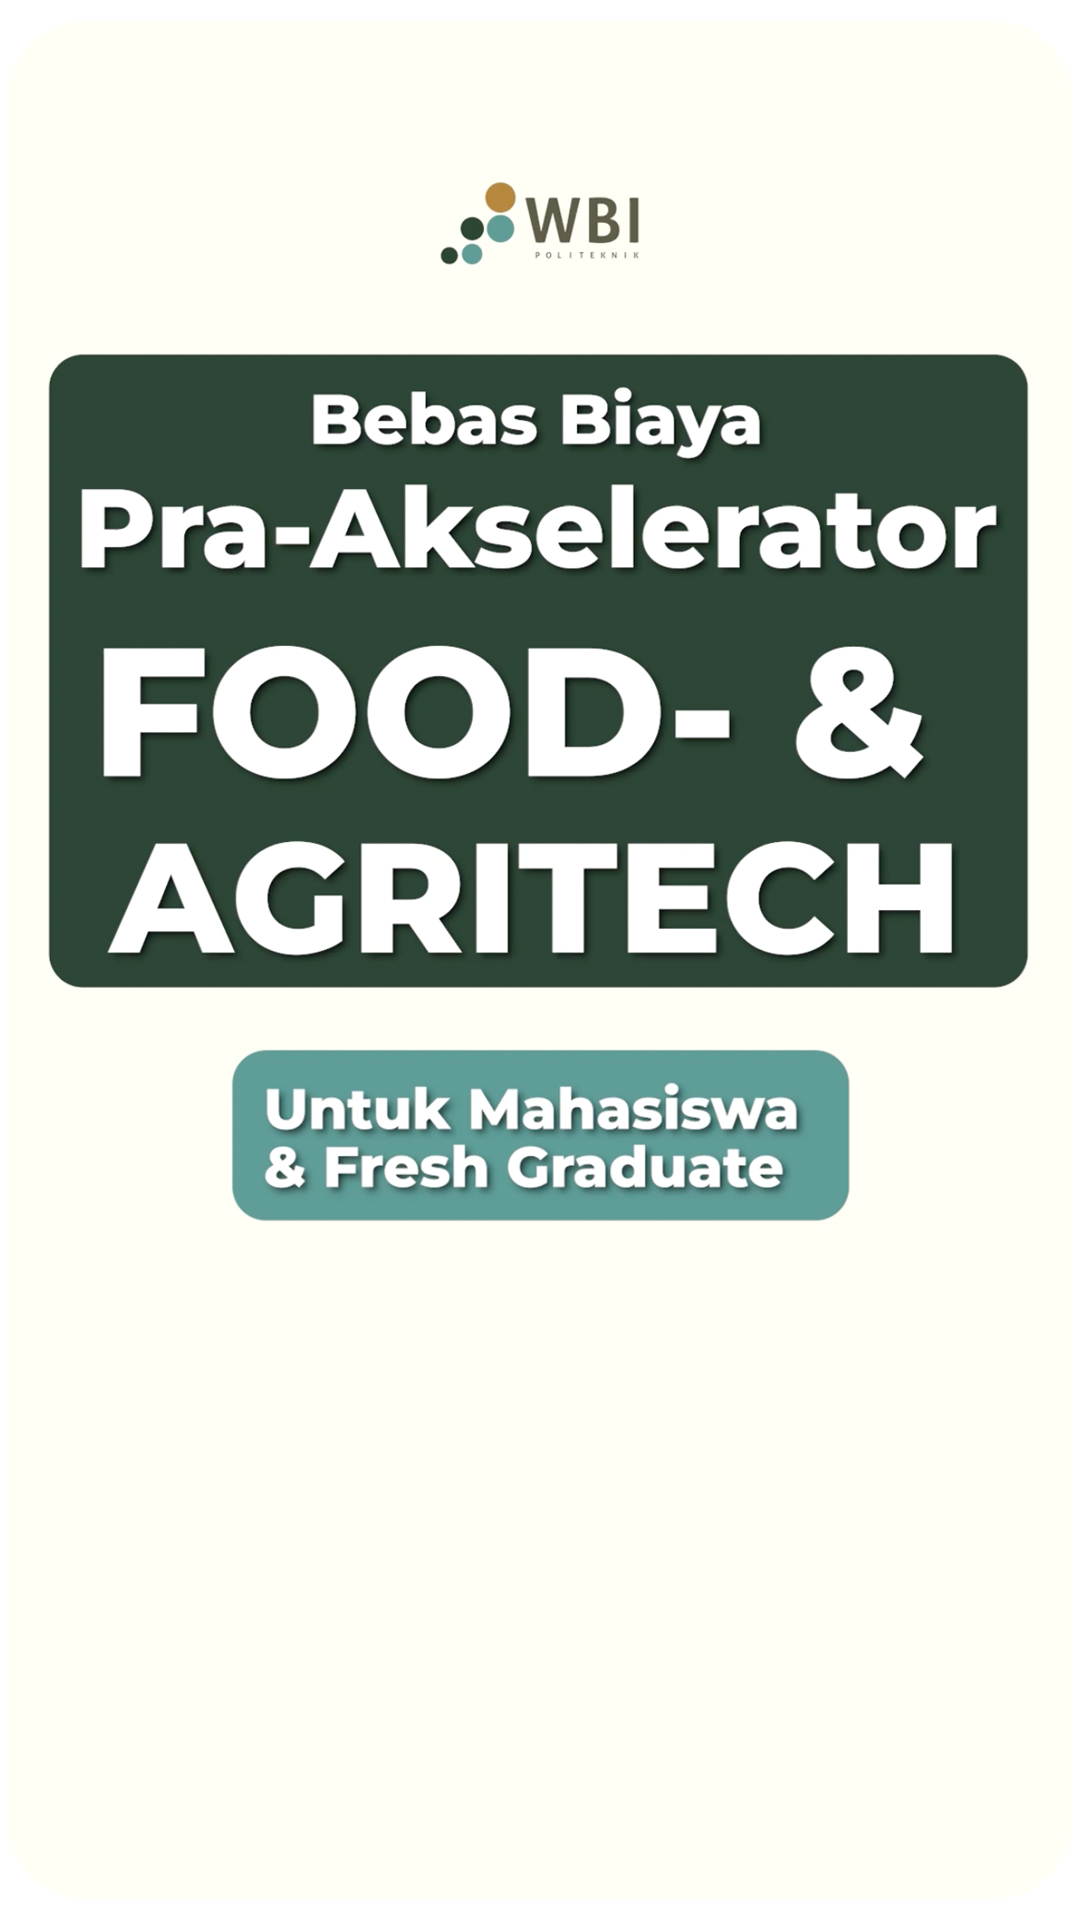 WBI
POLITEKNIK
Bebas Biaya
Pra-Akselerator
FOOD- &
AGRITECH
Untuk Mahasiswa
& Fresh Graduate